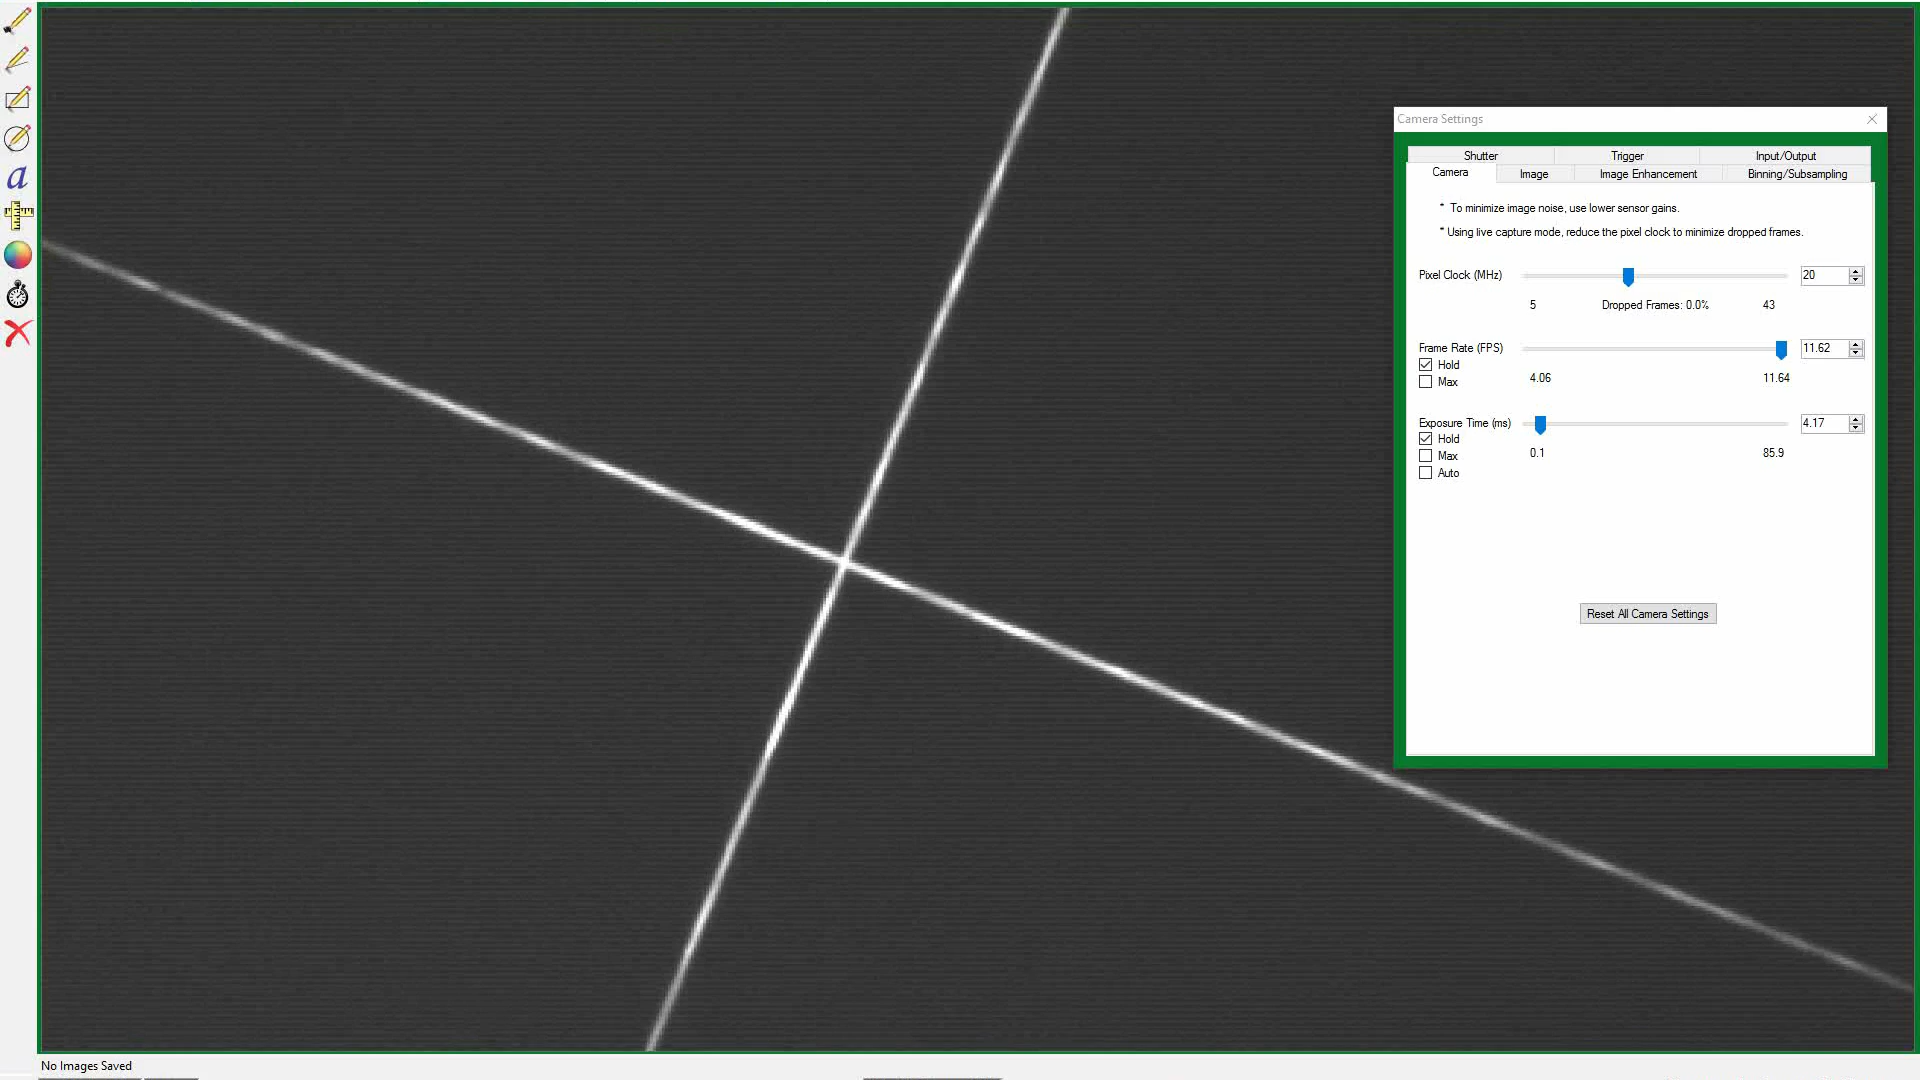 Camera Settings
Shutter Trigger Input/Output
Camera Image Image Enhancement Binning/Subsampling
* To minimize image noise, use lower sensor gains.
* Using live capture mode, reduce the pixel clock to minimize dropped frames.
Pixel Clock (MHz) 20
5 Dropped Frames: 0.0% 43
Frame Rate (FPS) 11.62
Hold
Max 4.06 11.64
Exposure Time (ms) 4.17
Hold
Max 0.1 85.9
Auto
Reset All Camera Settings
a
No Images Saved